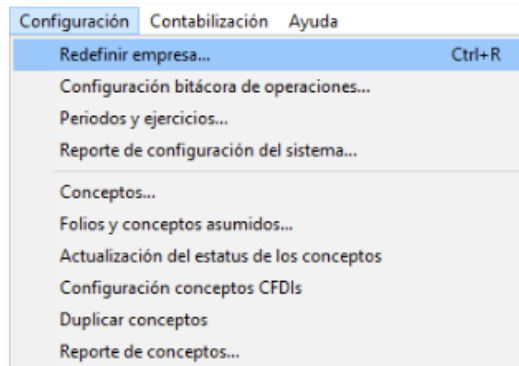 Configuración Contabilización Ayuda
Redefinir empresa... Ctrl+R
Configuración bitácora de operaciones...
Periodos y ejercicios...
Reporte de configuración del sistema...
Conceptos...
Folios y conceptos asumidos...
Actualización del estatus de los conceptos
Configuración conceptos CFDIs
Duplicar conceptos
Reporte de conceptos...